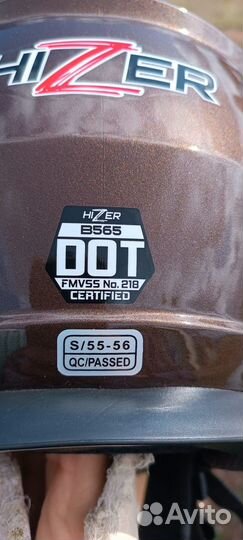 HIZER
HIZER
B565
DOT
FMVSS No. 218
CERTIFIED
S/55-56
QC/PASSED
Avito